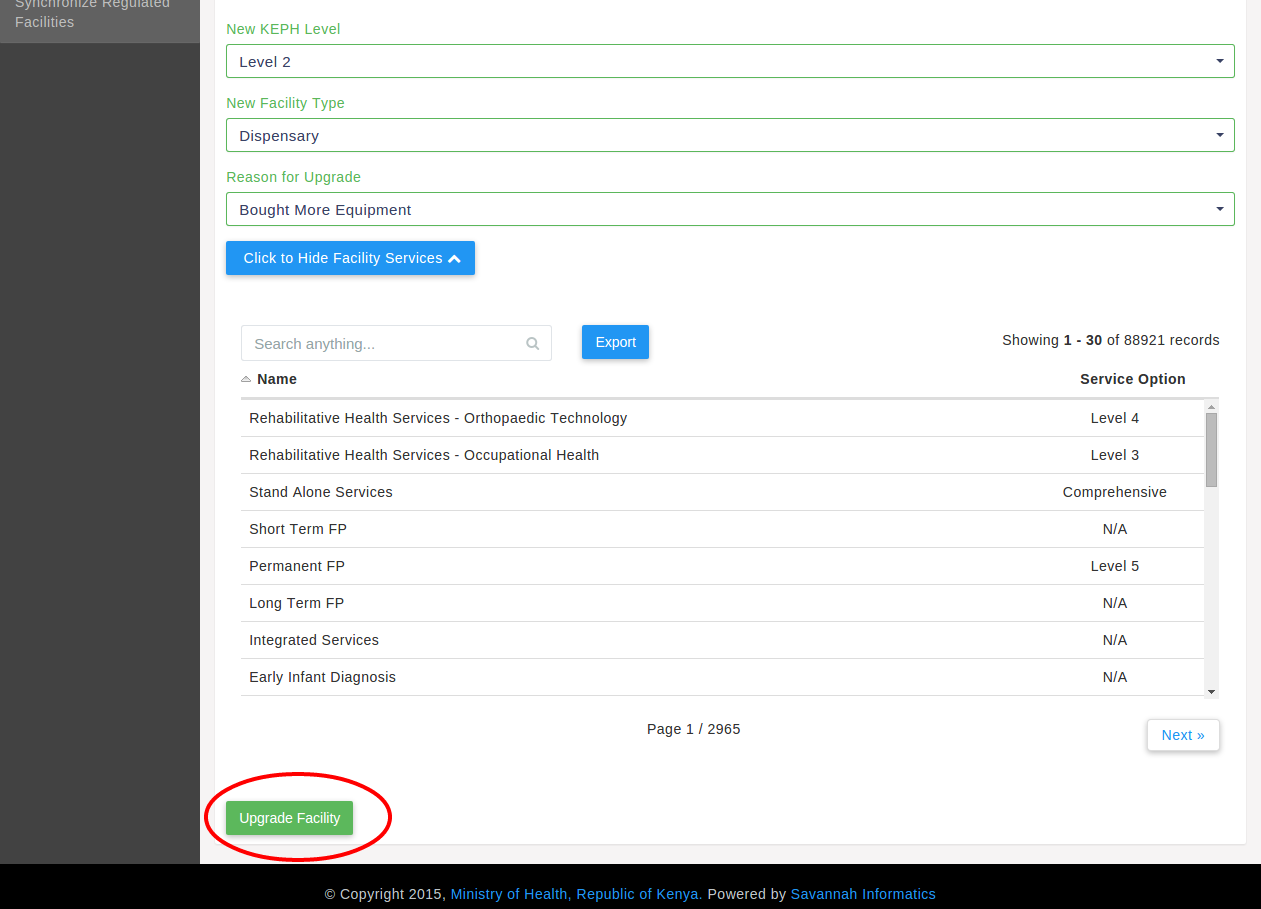 Synchronize Regulated
Facilities
New KEPH Level
Level 2
New Facility Type
Dispensary
Reason for Upgrade
Bought More Equipment
Click to Hide Facility Services
Search anything...
Export
Showing 1 - 30 of 88921 records
Name Service Option
Rehabilitative Health Services - Orthopaedic Technology Level 4
Rehabilitative Health Services - Occupational Health Level 3
Stand Alone Services Comprehensive
Short Term FP N/A
Permanent FP Level 5
Long Term FP N/A
Integrated Services N/A
Early Infant Diagnosis N/A
Page 1 / 2965
Next »
Upgrade Facility
© Copyright 2015, Ministry of Health, Republic of Kenya. Powered by Savannah Informatics